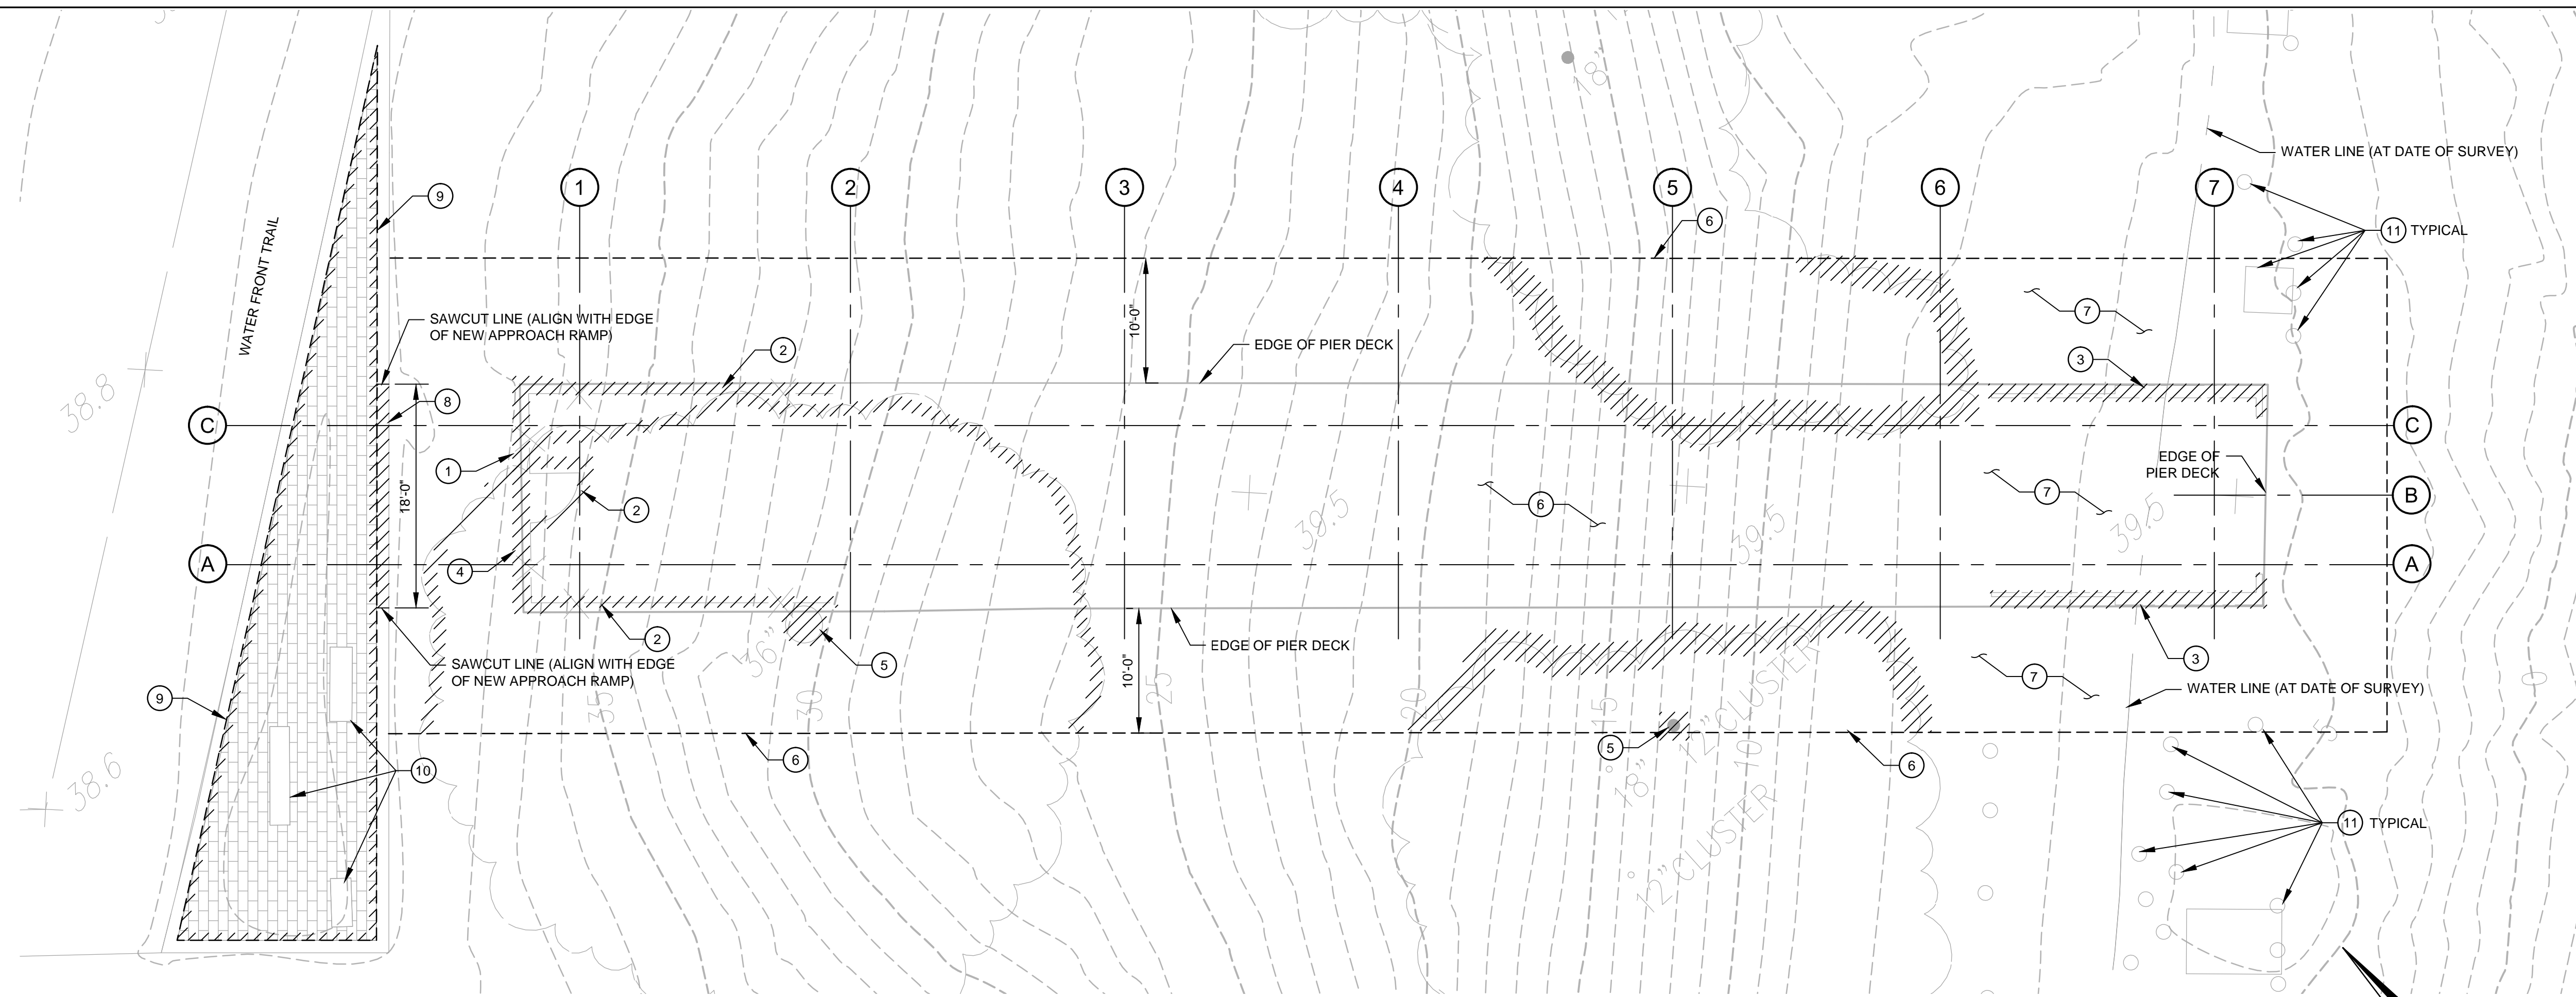 18"
WATER LINE (AT DATE OF SURVEY)
1
2
3
4
5
6
7
9
6
11 TYPICAL
WATER FRONT TRAIL
7
10'-0"
SAWCUT LINE (ALIGN WITH EDGE
OF NEW APPROACH RAMP)
2
EDGE OF PIER DECK
3
38.8
8
C
C
1
EDGE OF
PIER DECK
18'-0"
2
6
7
B
39.5
39.5
39.5
4
A
A
2
36"
5
EDGE OF PIER DECK
10'-0"
3
SAWCUT LINE (ALIGN WITH EDGE
OF NEW APPROACH RAMP)
7
9
WATER LINE (AT DATE OF SURVEY)
35
30
25
20
15
12" CLUSTER
10
5
0
6
5
6
10
38.6
18"
12" CLUSTER
11 TYPICAL